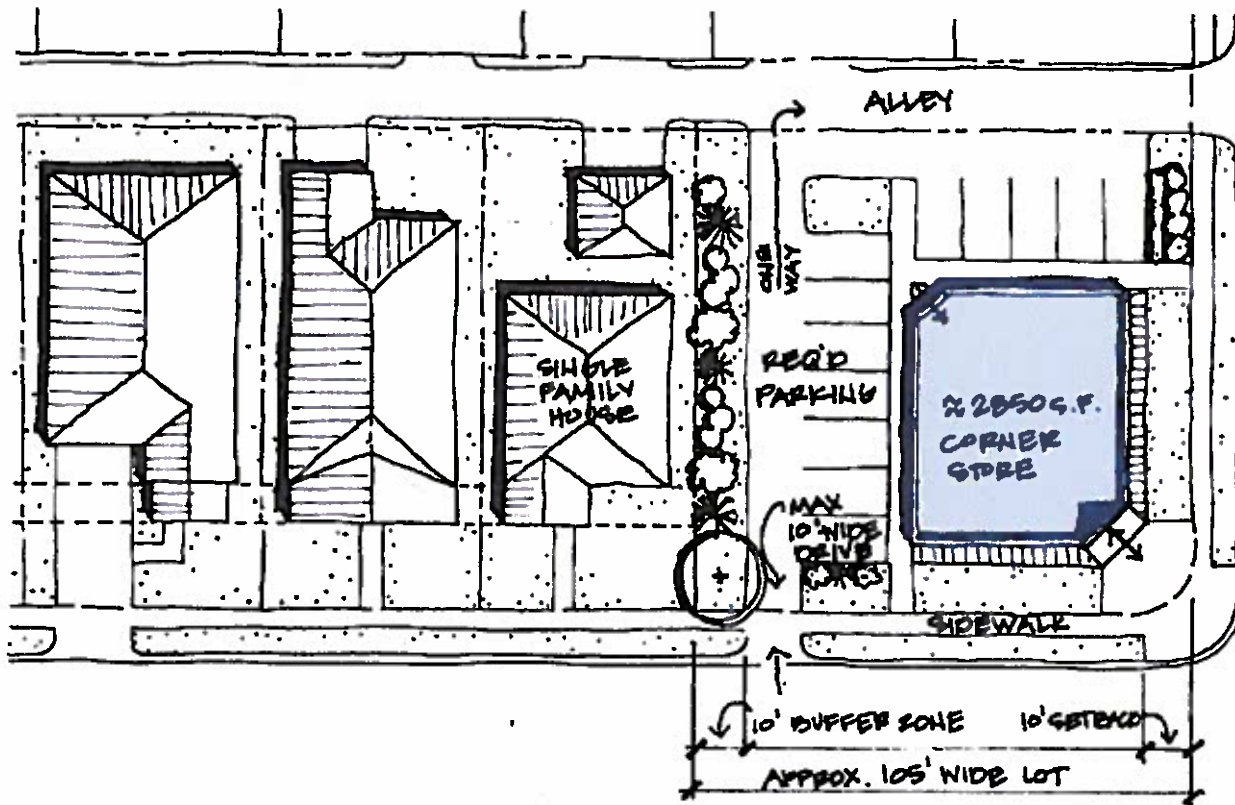 ALLEY
ONE
WAY
SINGLE
FAMILY
HOUSE
REQ'D
PARKING
≈2850 S.F.
CORNER
STORE
MAX
10' WIDE
DRIVE
SIDEWALK
10' BUFFER ZONE
10' SETBACK
APPROX. 105' WIDE LOT